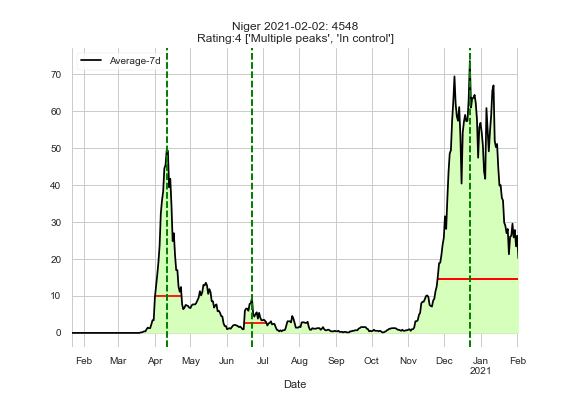 Niger 2021-02-02: 4548
Rating:4 ['Multiple peaks', 'In control']
Average-7d
70
60
50
40
30
20
10
0
Feb Mar Apr May Jun Jul Aug Sep Oct Nov Dec Jan Feb
2021
Date